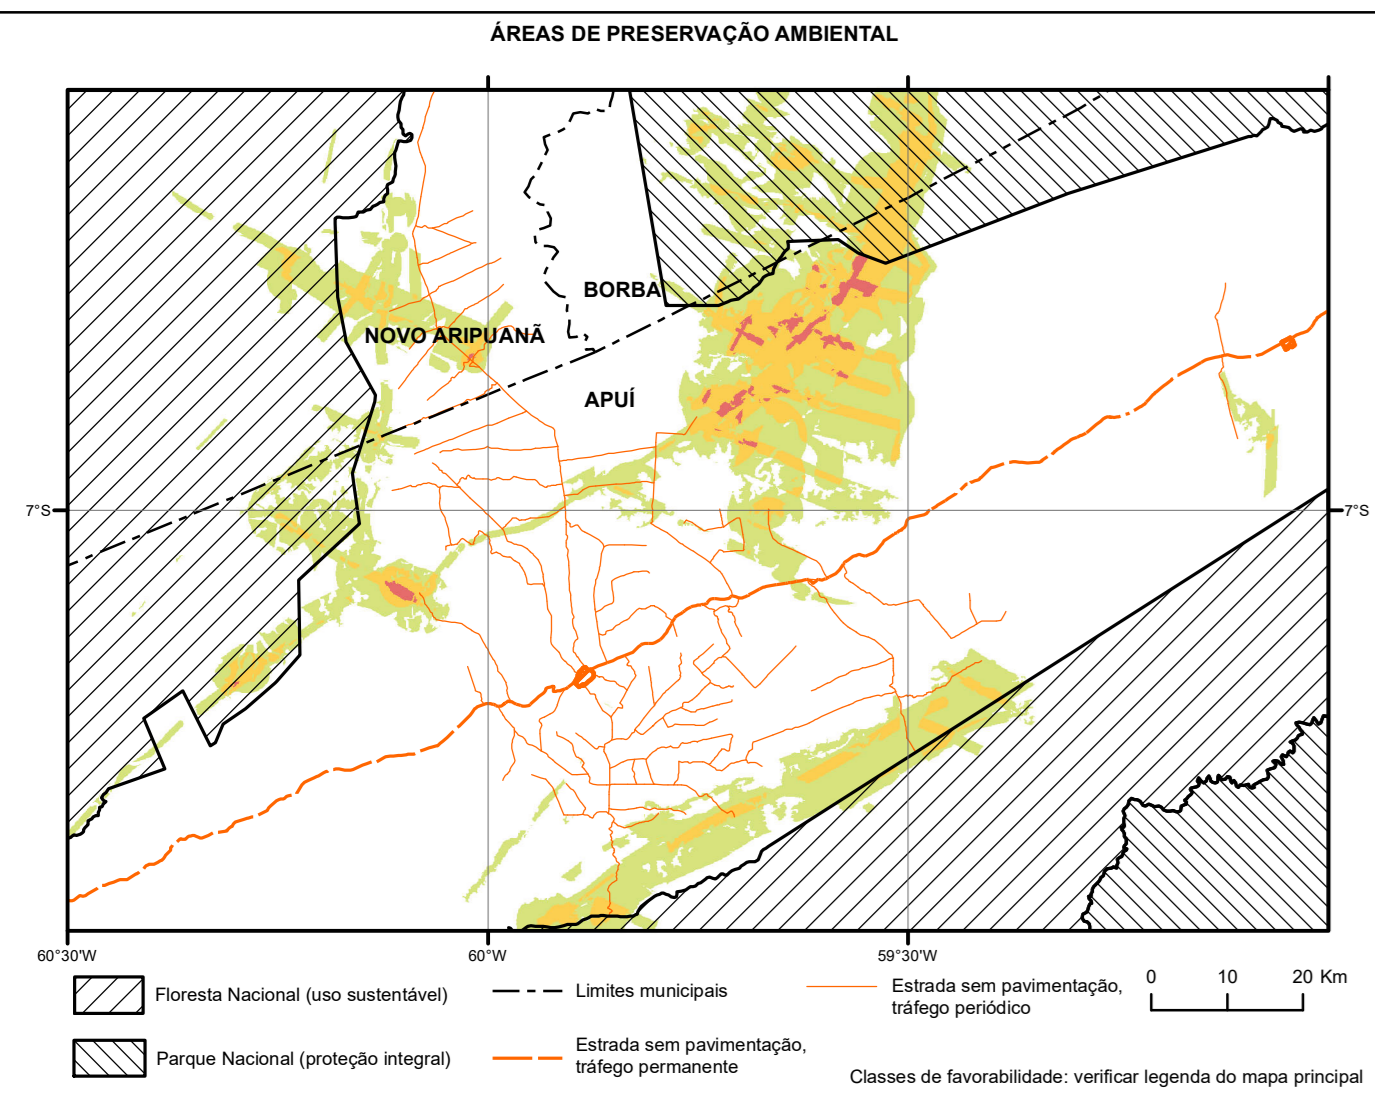 ÁREAS DE PRESERVAÇÃO AMBIENTAL
BORBA
NOVO ARIPUANÃ
APUÍ
7°S
7°S
60°30'W
60°W
59°30'W
Floresta Nacional (uso sustentável)
Limites municipais
Estrada sem pavimentação,
tráfego periódico
0 10 20 Km
Parque Nacional (proteção integral)
Estrada sem pavimentação,
tráfego permanente
Classes de favorabilidade: verificar legenda do mapa principal